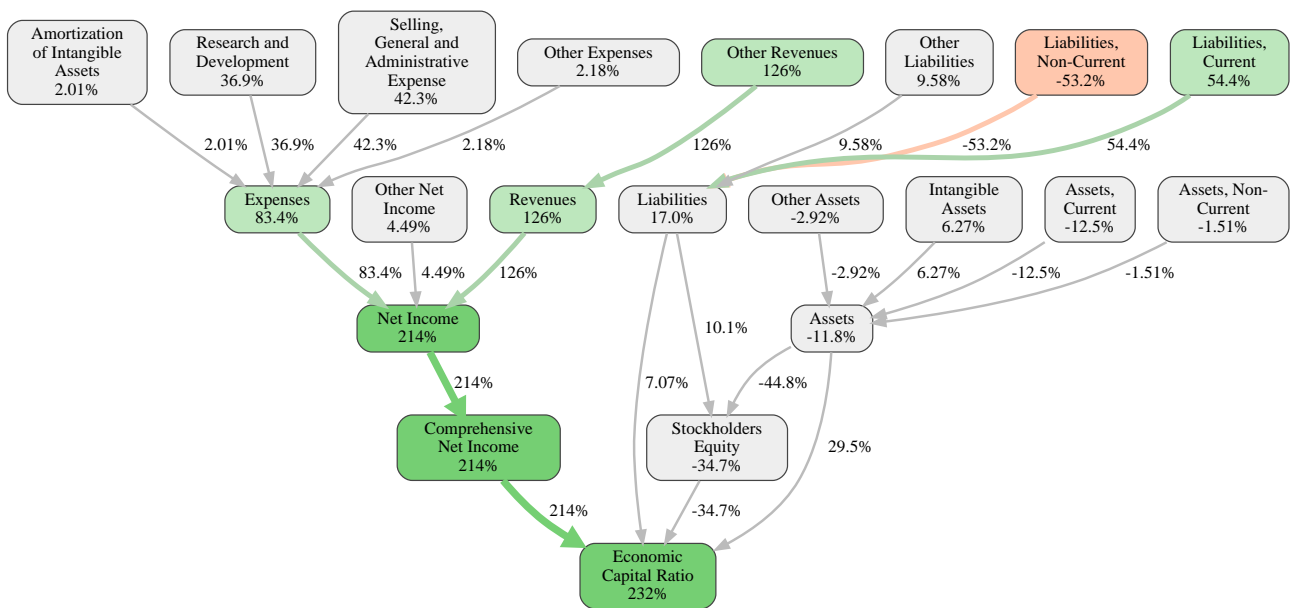 Amortization
of Intangible
Assets
2.01%
Research and
Development
36.9%
Selling,
General and
Administrative
Expense
42.3%
Other Expenses
2.18%
Other Revenues
126%
Other
Liabilities
9.58%
Liabilities,
Non-Current
-53.2%
Liabilities,
Current
54.4%
2.01%
36.9%
42.3%
2.18%
126%
9.58%
-53.2%
54.4%
Expenses
83.4%
Other Net
Income
4.49%
Revenues
126%
Liabilities
17.0%
Other Assets
-2.92%
Intangible
Assets
6.27%
Assets,
Current
-12.5%
Assets, Non-
Current
-1.51%
83.4%
4.49%
126%
-2.92%
6.27%
-12.5%
-1.51%
Net Income
214%
10.1%
Assets
-11.8%
214%
7.07%
-44.8%
Comprehensive
Net Income
214%
Stockholders
Equity
-34.7%
29.5%
214%
-34.7%
Economic
Capital Ratio
232%